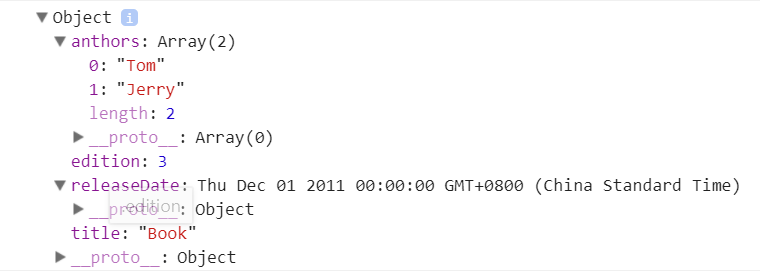 ▼Object i
▼anthors: Array(2)
0: "Tom"
1: "Jerry"
length: 2
▶__proto__: Array(0)
edition: 3
▼releaseDate: Thu Dec 01 2011 00:00:00 GMT+0800 (China Standard Time)
▶__proto__: Object
edition
title: "Book"
▶__proto__: Object